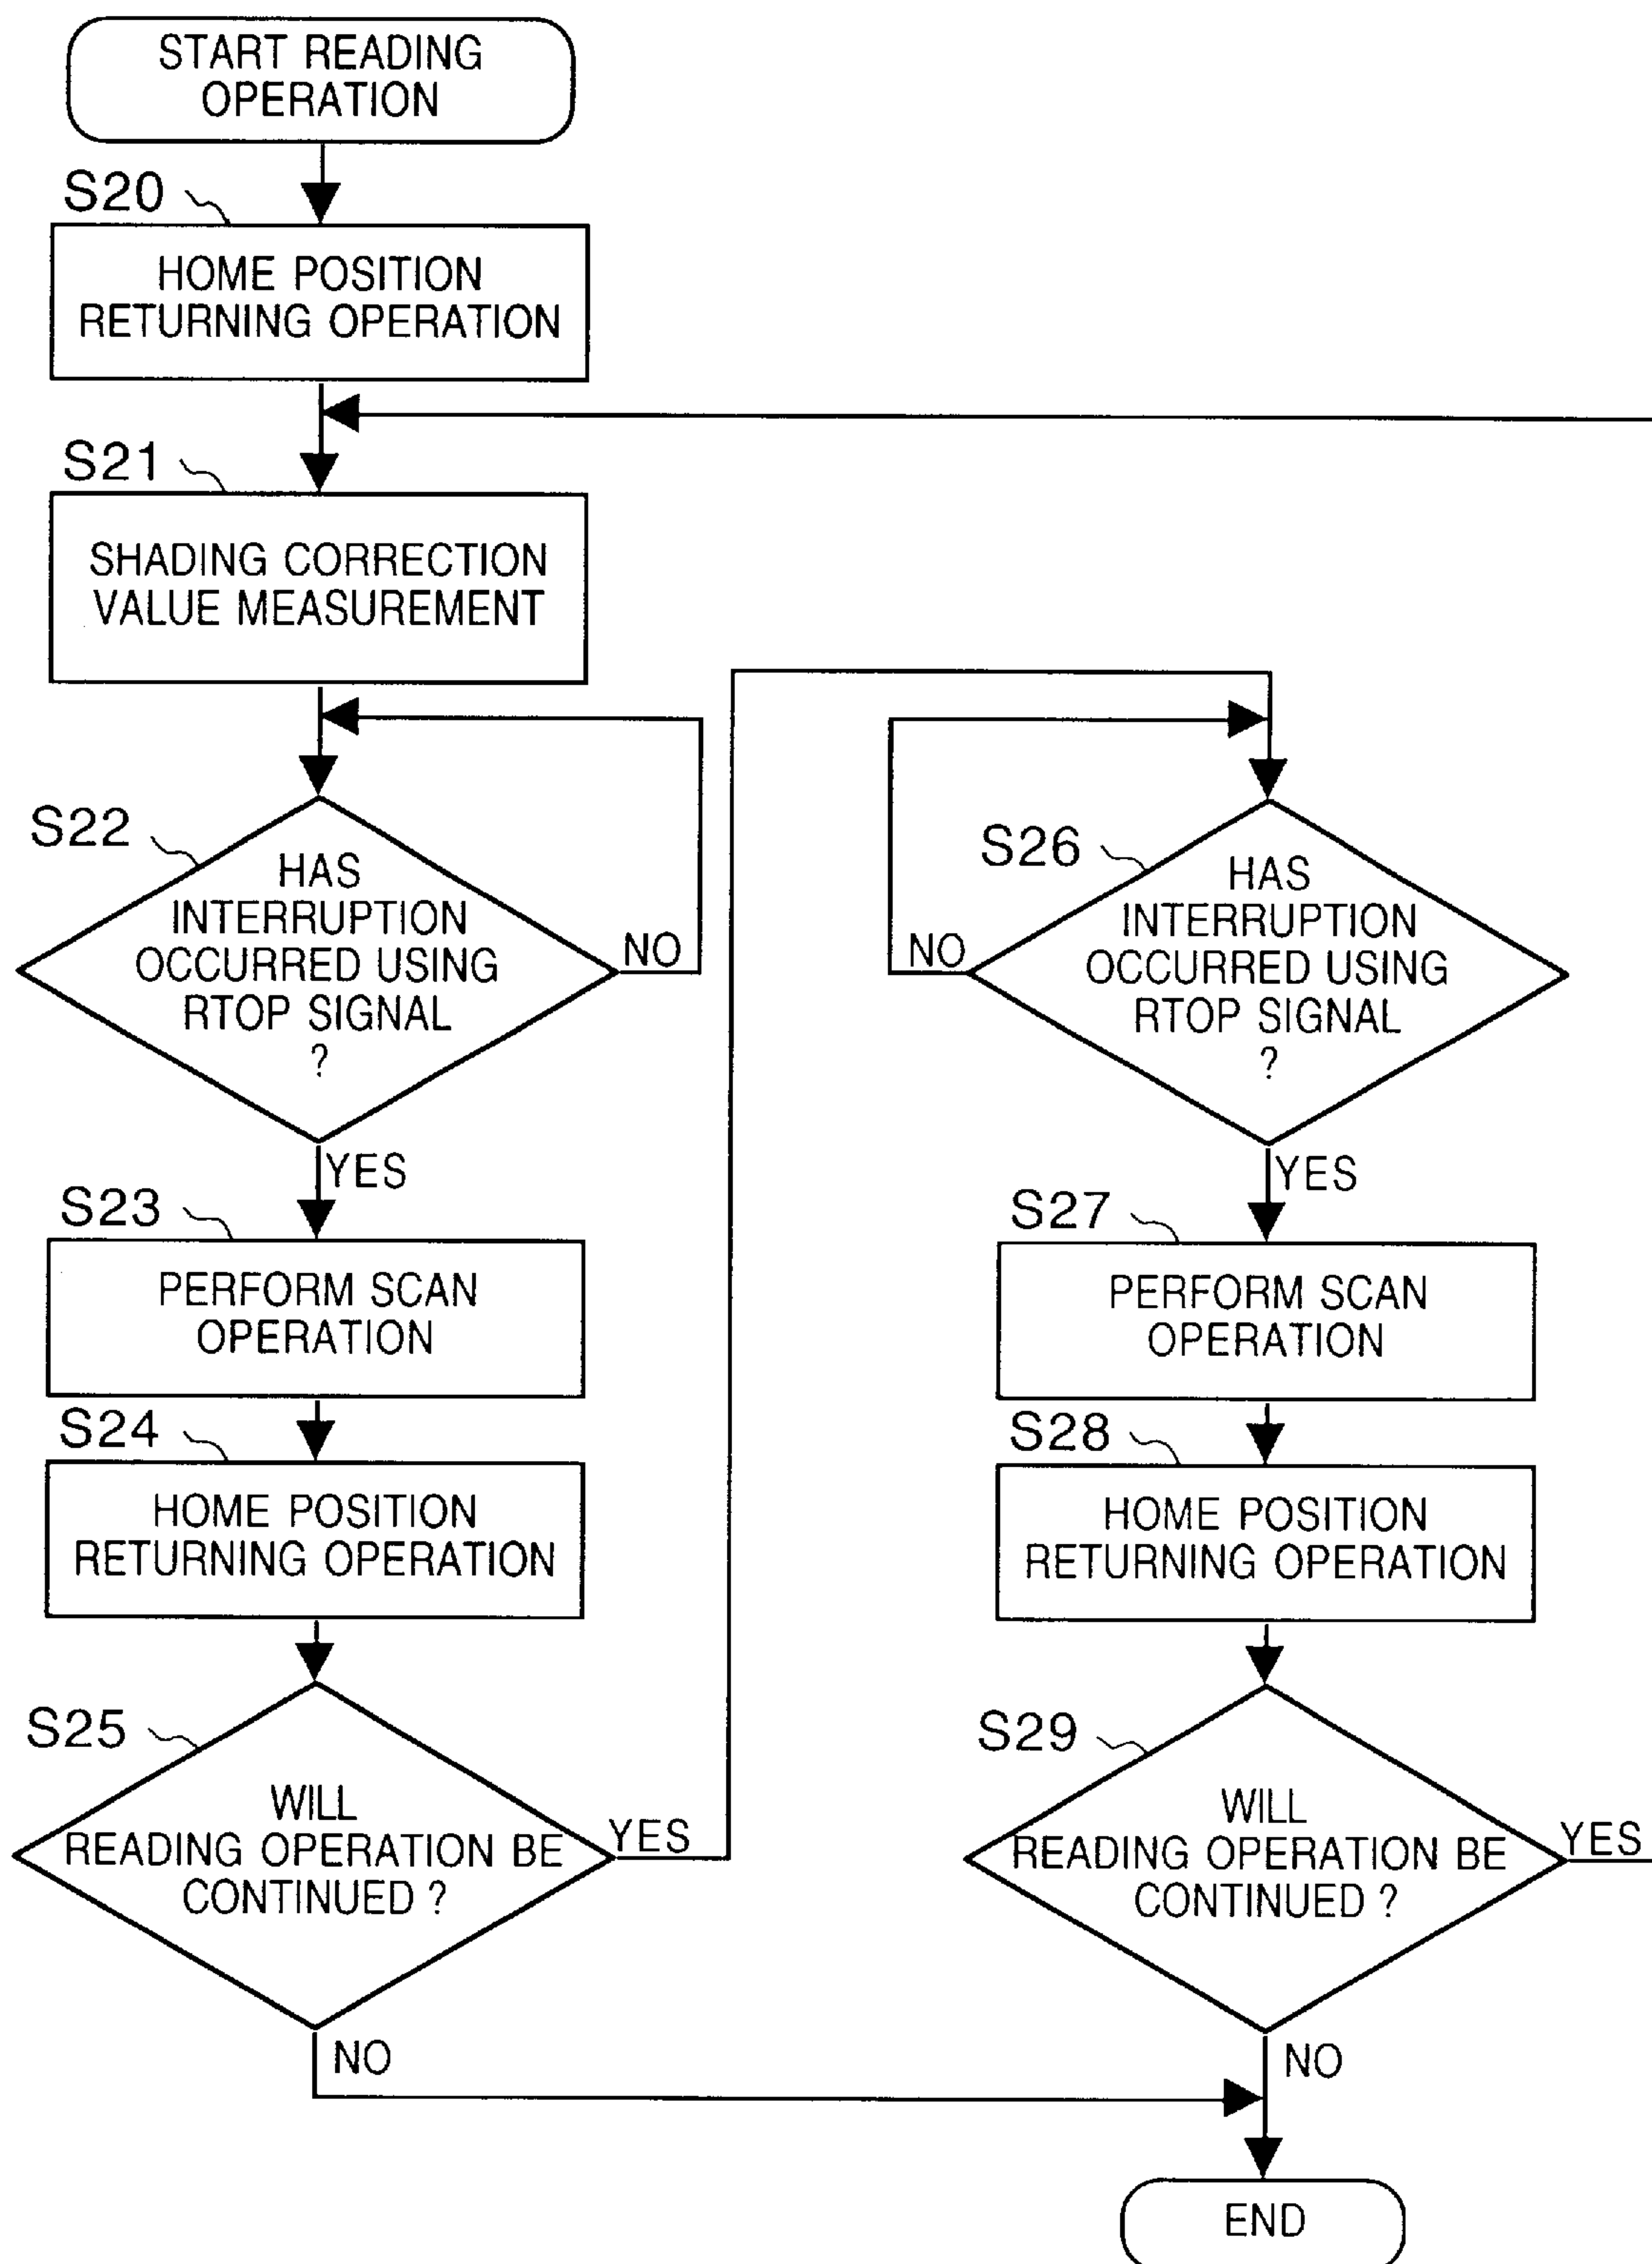 START READING
OPERATION
S20
HOME POSITION
RETURNING OPERATION
S21
SHADING CORRECTION
VALUE MEASUREMENT
S22
HAS
INTERRUPTION
OCCURRED USING
RTOP SIGNAL
?
NO
YES
S23
PERFORM SCAN
OPERATION
S24
HOME POSITION
RETURNING OPERATION
S25
WILL
READING OPERATION BE
CONTINUED ?
YES
NO
S26
HAS
INTERRUPTION
OCCURRED USING
RTOP SIGNAL
?
NO
YES
S27
PERFORM SCAN
OPERATION
S28
HOME POSITION
RETURNING OPERATION
S29
WILL
READING OPERATION BE
CONTINUED ?
YES
NO
END